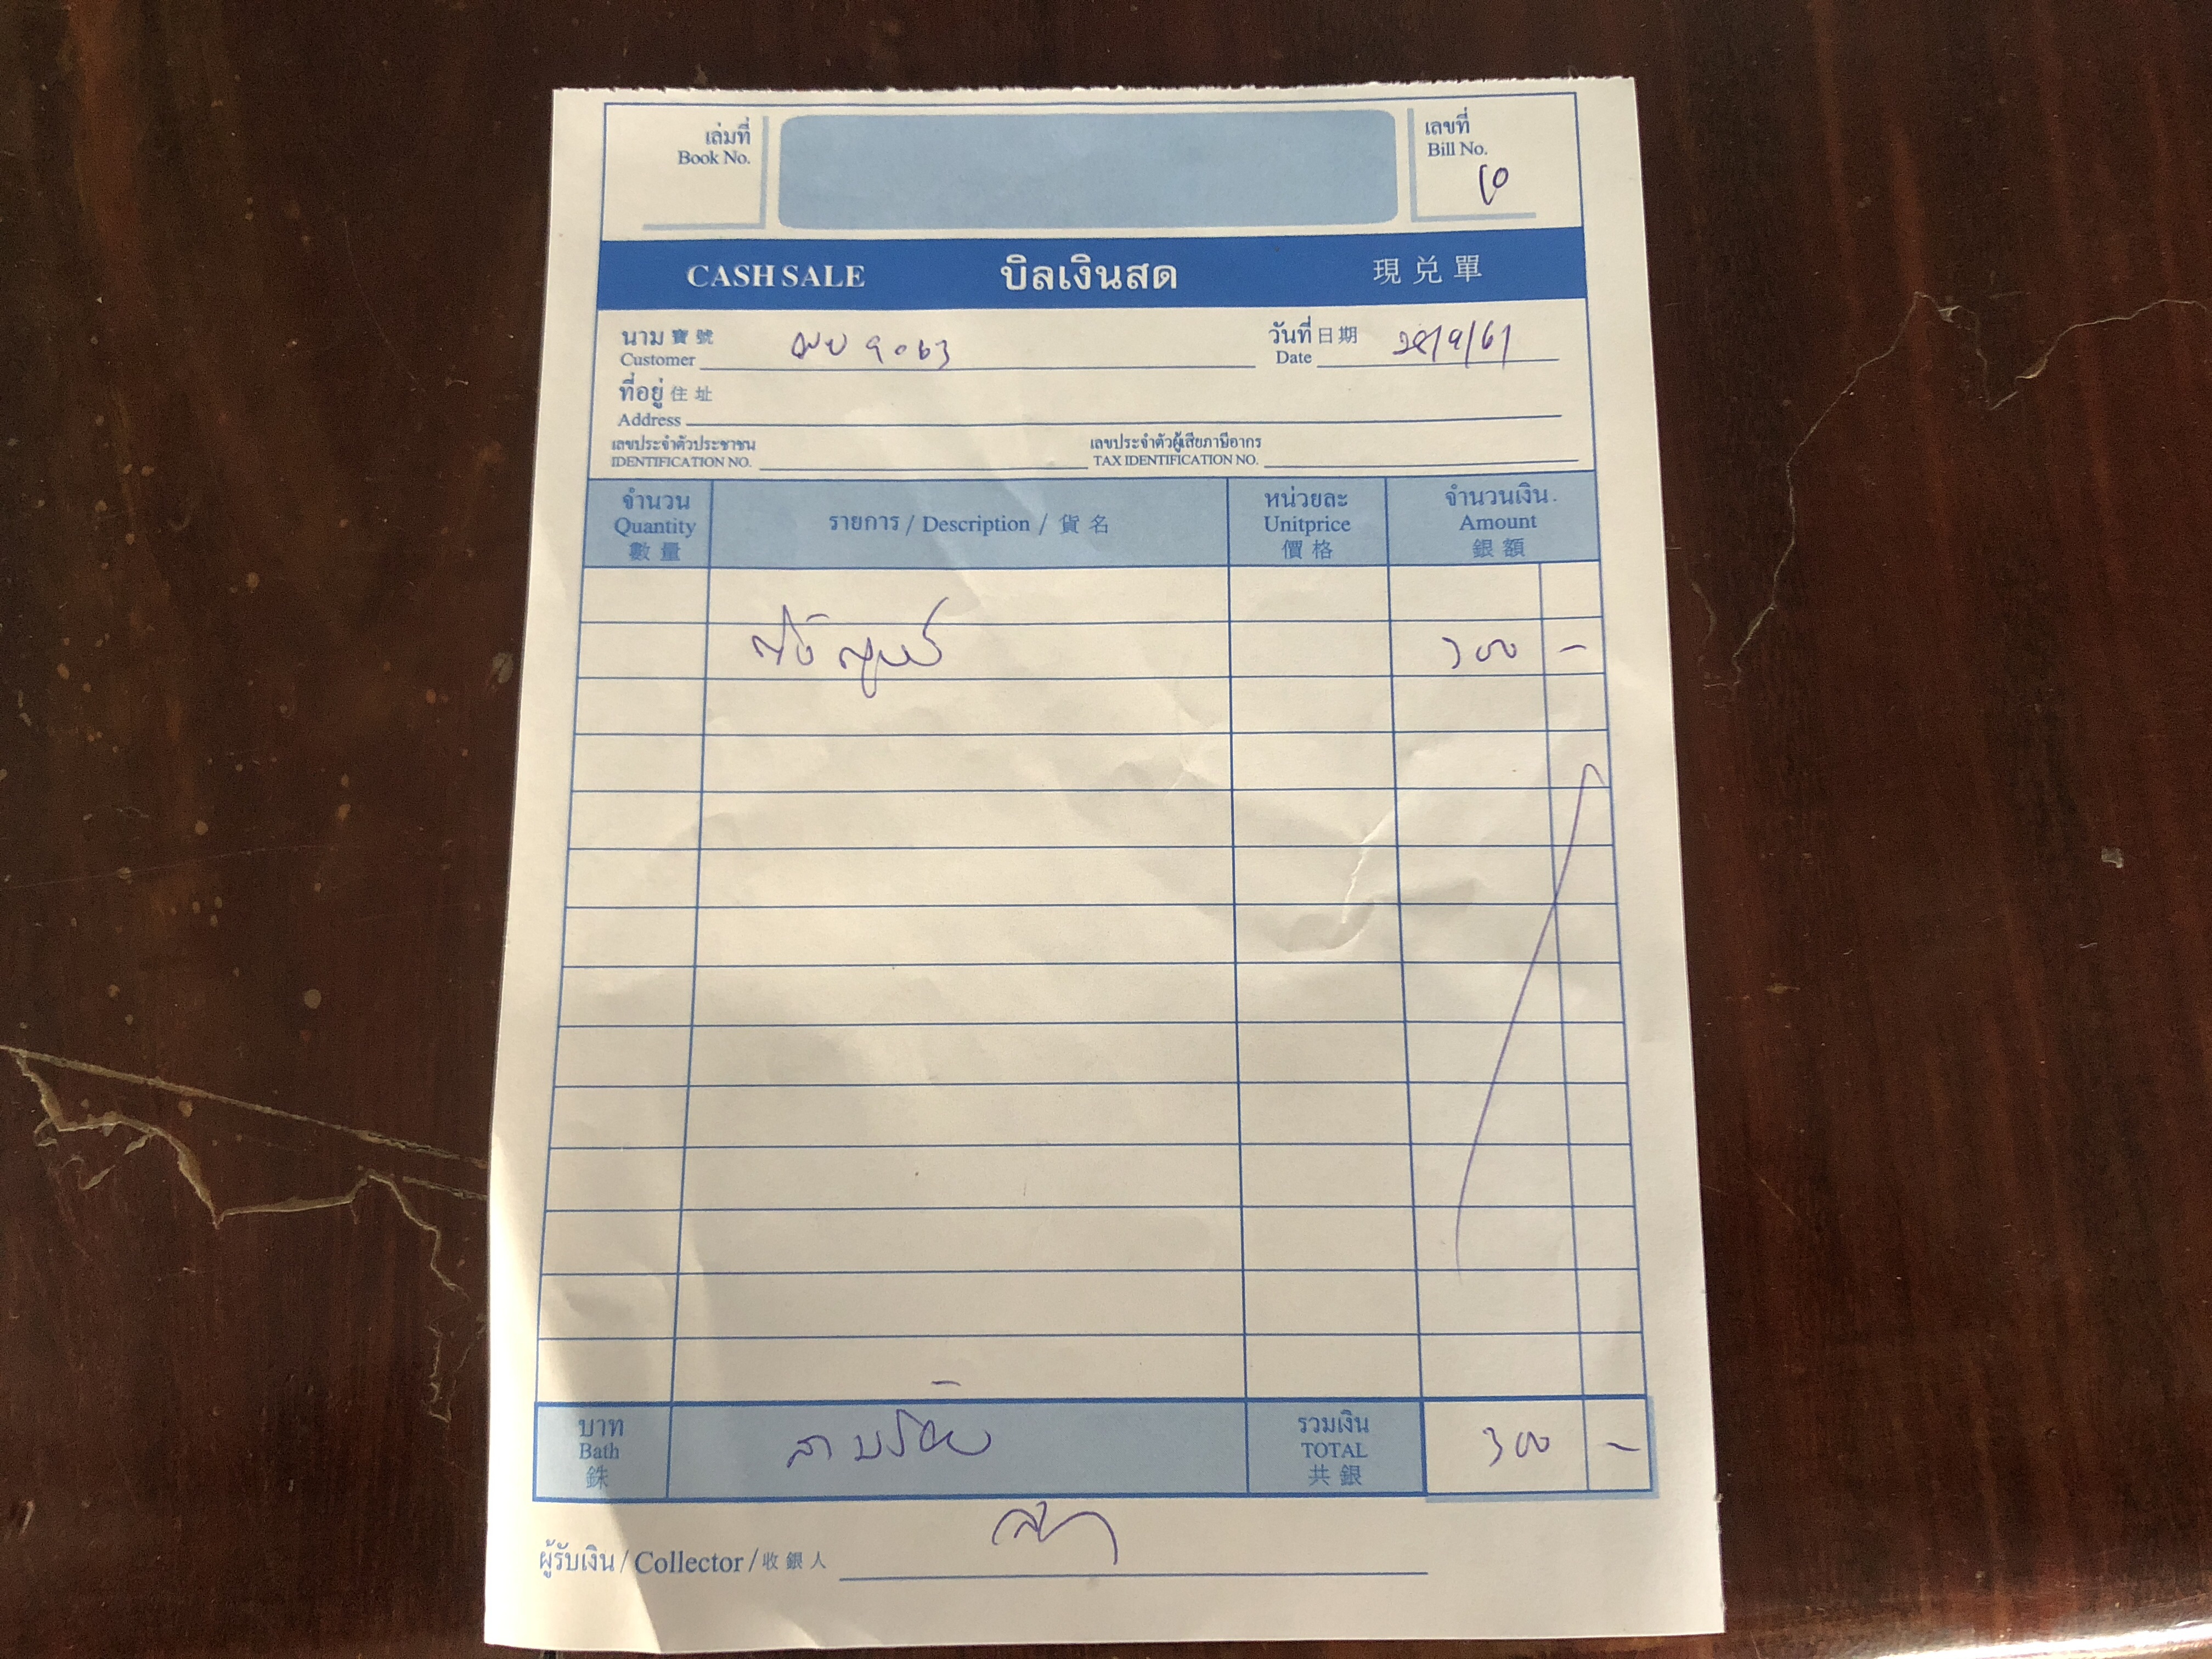 เล่มที่
Book No.
เลขที่
Bill No.
CASH SALE บิลเงินสด 現兌單
นาม 寶號
Customer 9063
วันที่ 日期
Date 28/9/61
ที่อยู่ 住址
Address
เลขประจำตัวประชาชน
IDENTIFICATION NO.
เลขประจำตัวผู้เสียภาษีอากร
TAX IDENTIFICATION NO.
จำนวน
Quantity
數量
รายการ / Description / 貨名
หน่วยละ
Unitprice
價格
จำนวนเงิน
Amount
銀額
300 -
บาท
Bath
銖
สามร้อย
รวมเงิน
TOTAL
共銀
300 -
ผู้รับเงิน / Collector / 收銀人